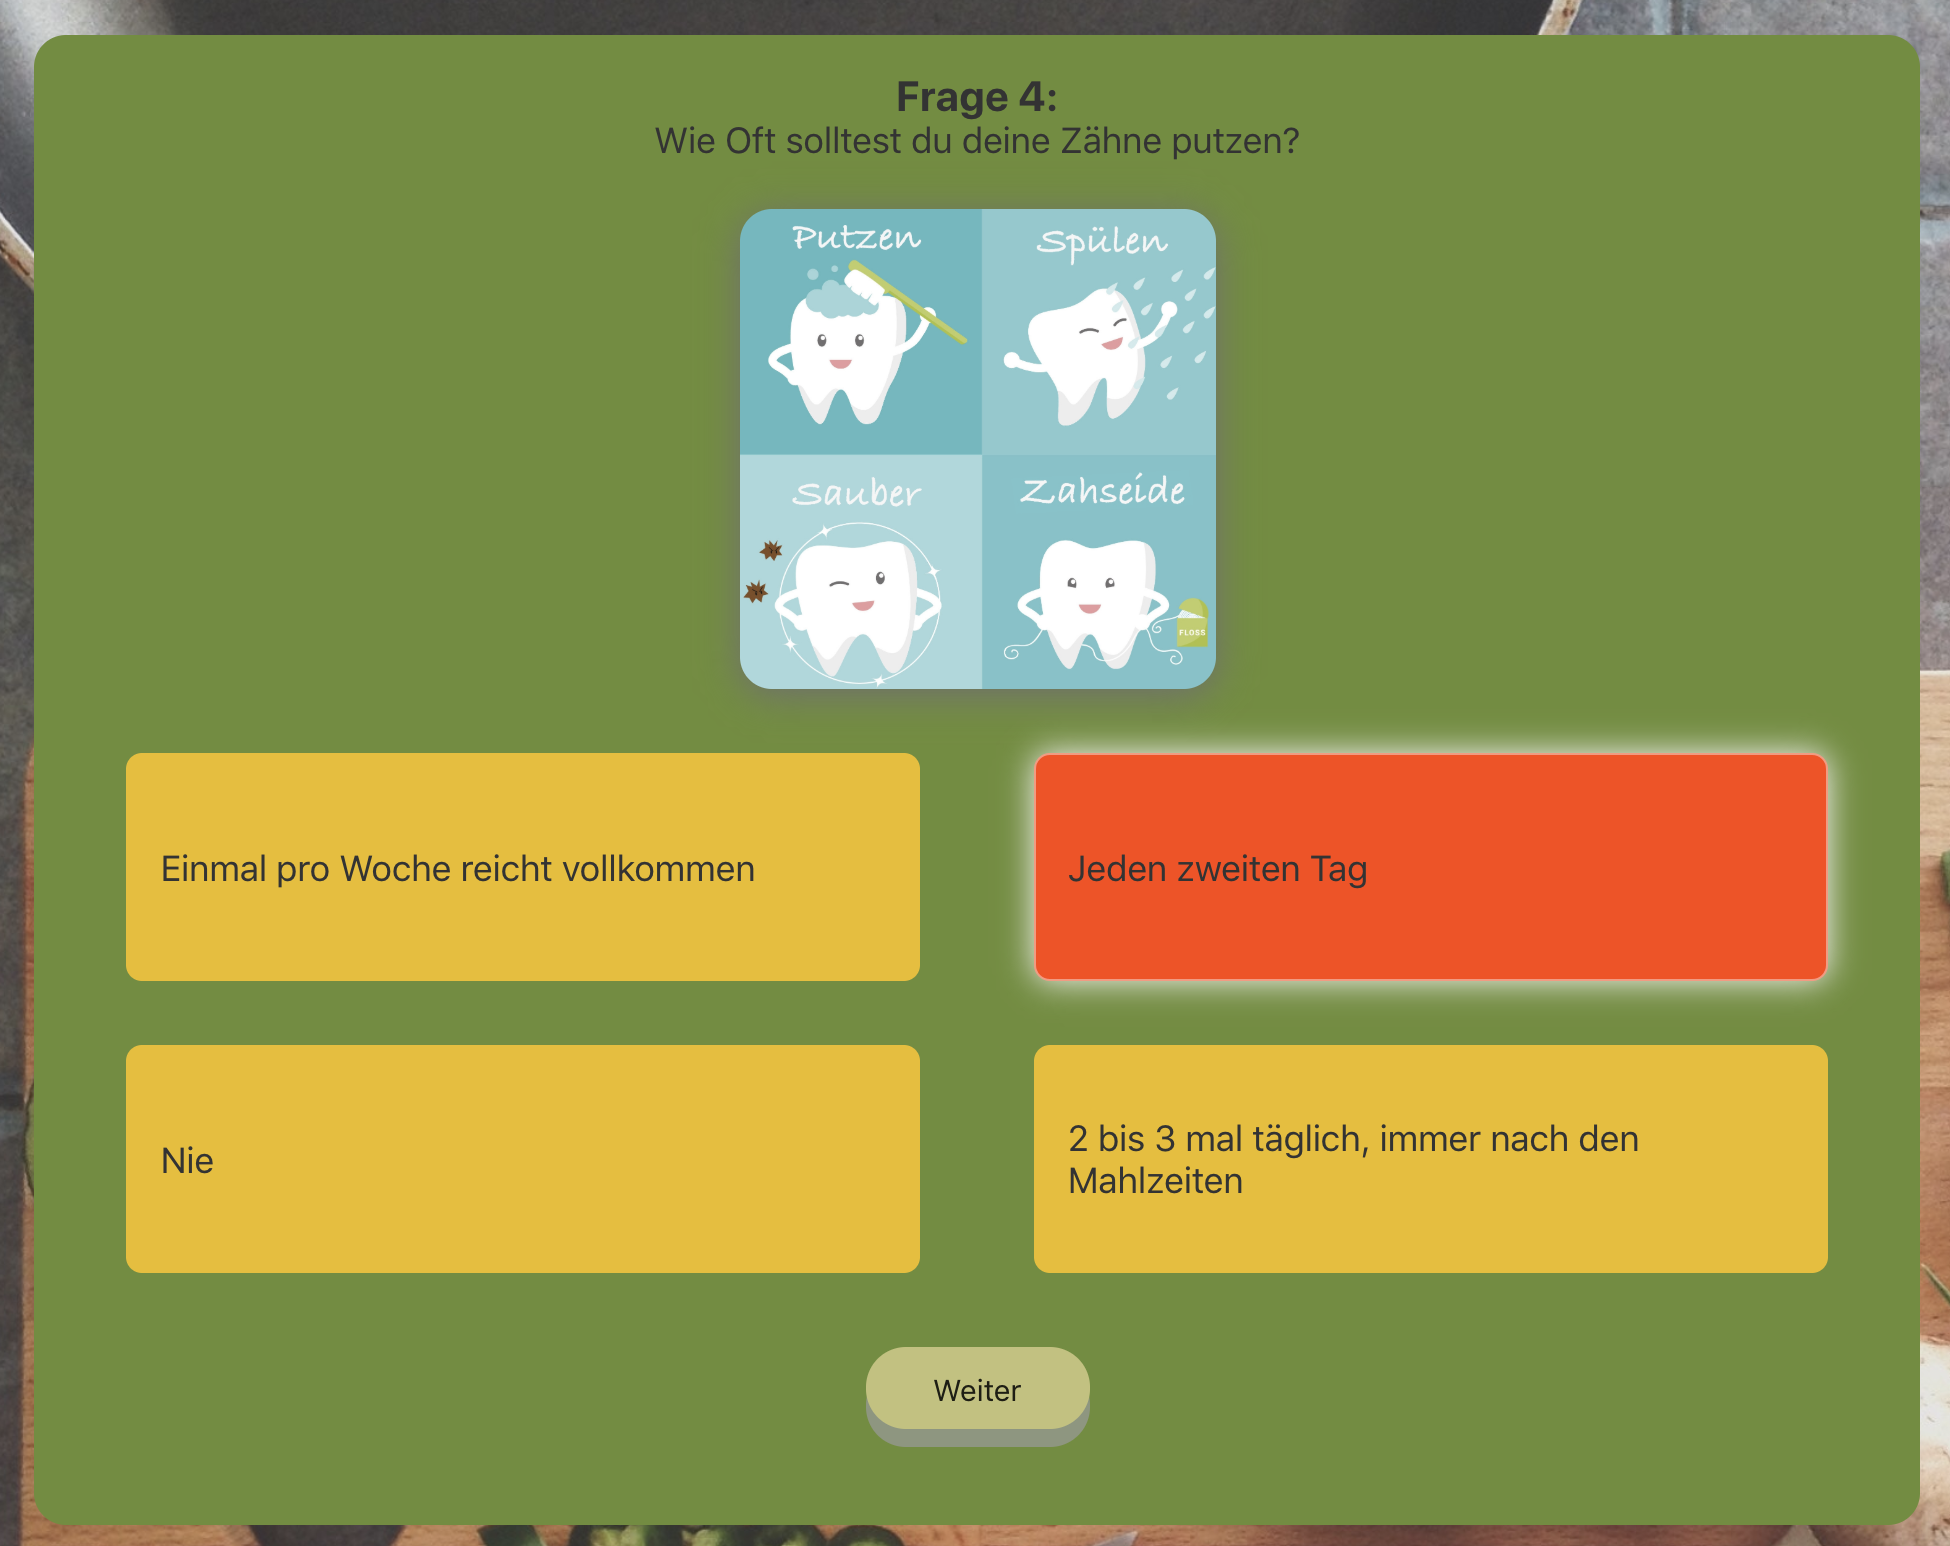 Frage 4:
Wie Oft solltest du deine Zähne putzen?
Putzen
Spülen
Sauber
Zahseide
FLOSS
Einmal pro Woche reicht vollkommen
Jeden zweiten Tag
Nie
2 bis 3 mal täglich, immer nach den
Mahlzeiten
Weiter